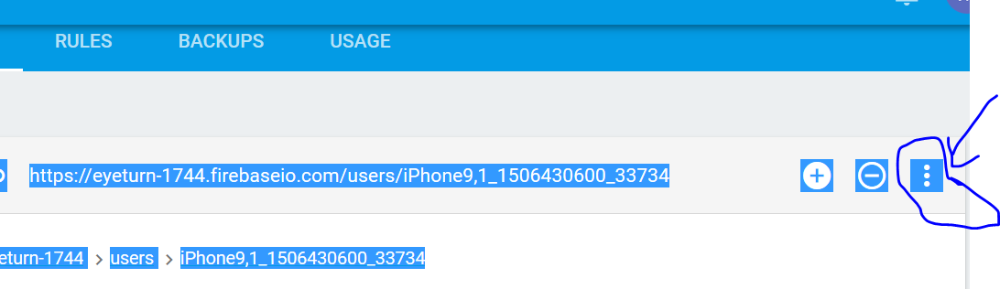 RULES BACKUPS USAGE
https://eyeturn-1744.firebaseio.com/users/iPhone9,1_1506430600_33734
eturn-1744 > users > iPhone9,1_1506430600_33734